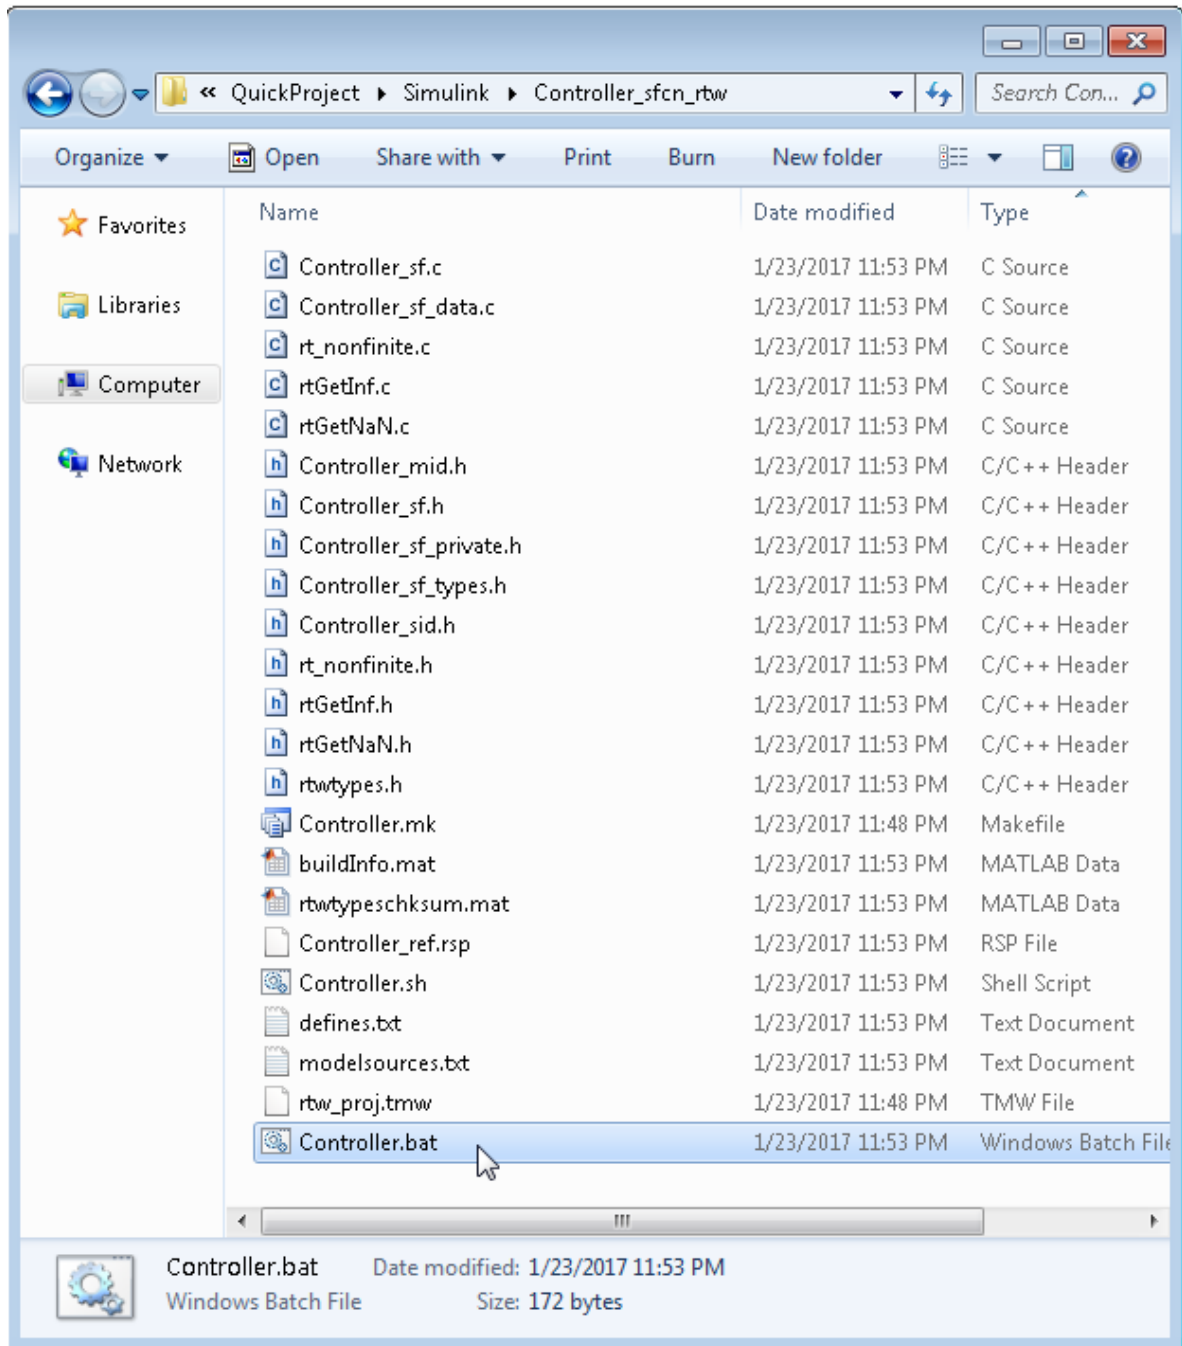 « QuickProject ▸ Simulink ▸ Controller_sfcn_rtw Search Con...
Organize Open Share with Print Burn New folder
Favorites
Libraries
Computer
Network
Name Date modified Type
Controller_sf.c 1/23/2017 11:53 PM C Source
Controller_sf_data.c 1/23/2017 11:53 PM C Source
rt_nonfinite.c 1/23/2017 11:53 PM C Source
rtGetInf.c 1/23/2017 11:53 PM C Source
rtGetNaN.c 1/23/2017 11:53 PM C Source
Controller_mid.h 1/23/2017 11:53 PM C/C++ Header
Controller_sf.h 1/23/2017 11:53 PM C/C++ Header
Controller_sf_private.h 1/23/2017 11:53 PM C/C++ Header
Controller_sf_types.h 1/23/2017 11:53 PM C/C++ Header
Controller_sid.h 1/23/2017 11:53 PM C/C++ Header
rt_nonfinite.h 1/23/2017 11:53 PM C/C++ Header
rtGetInf.h 1/23/2017 11:53 PM C/C++ Header
rtGetNaN.h 1/23/2017 11:53 PM C/C++ Header
rtwtypes.h 1/23/2017 11:53 PM C/C++ Header
Controller.mk 1/23/2017 11:48 PM Makefile
buildInfo.mat 1/23/2017 11:53 PM MATLAB Data
rtwtypeschksum.mat 1/23/2017 11:53 PM MATLAB Data
Controller_ref.rsp 1/23/2017 11:53 PM RSP File
Controller.sh 1/23/2017 11:53 PM Shell Script
defines.txt 1/23/2017 11:53 PM Text Document
modelsources.txt 1/23/2017 11:53 PM Text Document
rtw_proj.tmw 1/23/2017 11:48 PM TMW File
Controller.bat 1/23/2017 11:53 PM Windows Batch File
Controller.bat Date modified: 1/23/2017 11:53 PM
Windows Batch File Size: 172 bytes